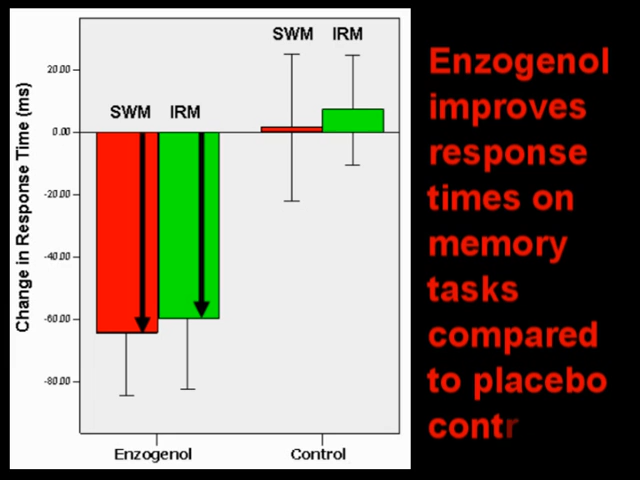 SWM IRM
20.00
Change in Response Time (ms)
SWM IRM
0.00
-20.00
-40.00
-60.00
-80.00
Enzogenol Control
Enzogenol
improves
response
times on
memory
tasks
compared
to placebo
contr